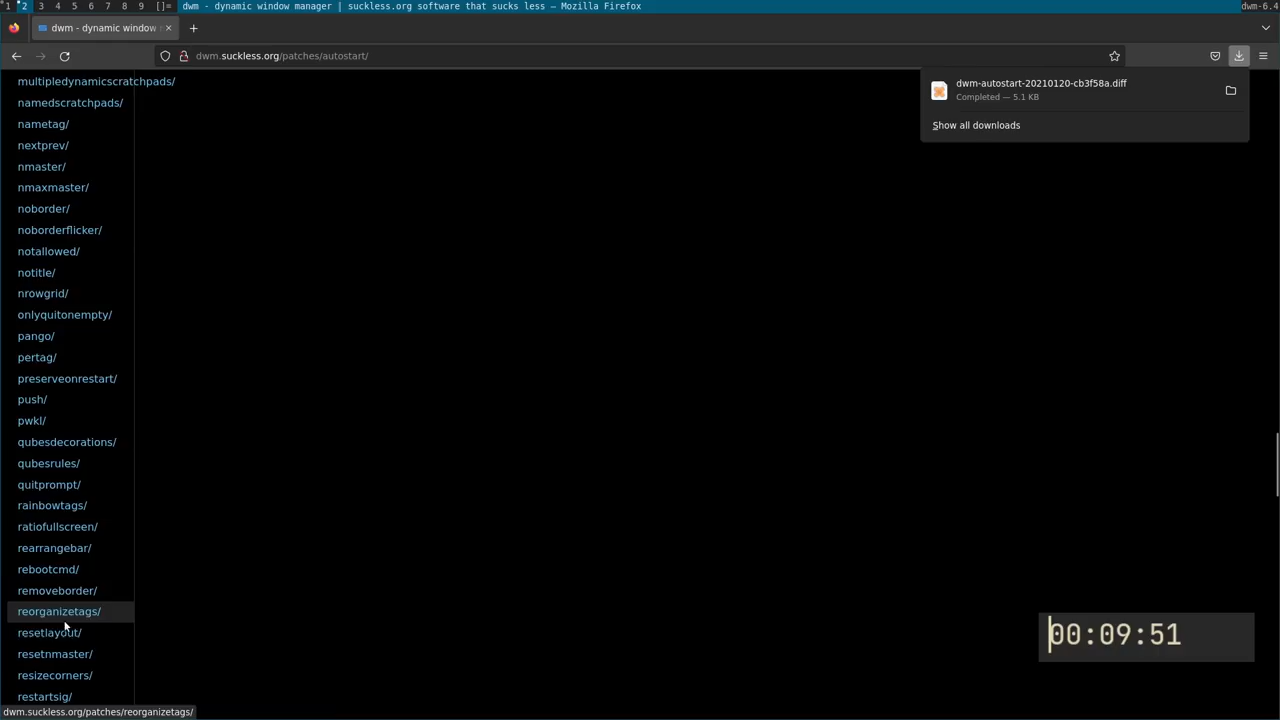 1 2 3 4 5 6 7 8 9 []= dwm - dynamic window manager | suckless.org software that sucks less — Mozilla Firefox dwm-6.4
dwm - dynamic window
dwm.suckless.org/patches/autostart/
dwm-autostart-20210120-cb3f58a.diff
Completed — 5.1 KB
Show all downloads
multipledynamicscratchpads/
namedscratchpads/
nametag/
nextprev/
nmaster/
nmaxmaster/
noborder/
noborderflicker/
notallowed/
notitle/
nrowgrid/
onlyquitonempty/
pango/
pertag/
preserveonrestart/
push/
pwkl/
qubesdecorations/
qubesrules/
quitprompt/
rainbowtags/
ratiofullscreen/
rearrangebar/
rebootcmd/
removeborder/
reorganizetags/
resetlayout/
resetnmaster/
resizecorners/
restartsig/
00:09:51
dwm.suckless.org/patches/reorganizetags/